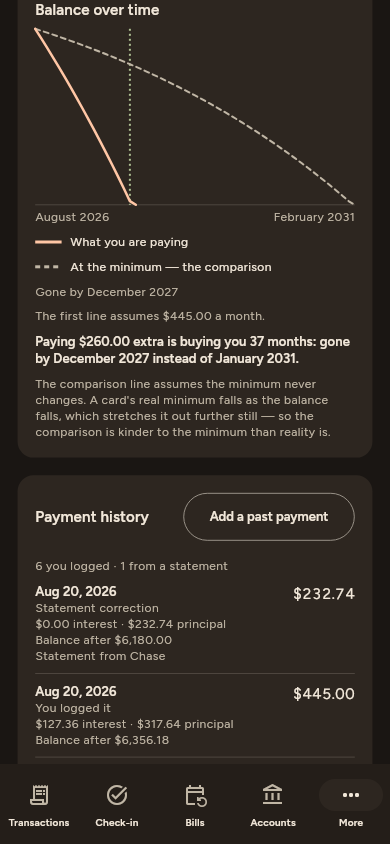 Balance over time
August 2026
February 2031
What you are paying
At the minimum — the comparison
Gone by December 2027
The first line assumes $445.00 a month.
Paying $260.00 extra is buying you 37 months: gone
by December 2027 instead of January 2031.
The comparison line assumes the minimum never
changes. A card's real minimum falls as the balance
falls, which stretches it out further still — so the
comparison is kinder to the minimum than reality is.
Payment history
Add a past payment
6 you logged · 1 from a statement
Aug 20, 2026
$232.74
Statement correction
$0.00 interest · $232.74 principal
Balance after $6,180.00
Statement from Chase
Aug 20, 2026
$445.00
You logged it
$127.36 interest · $317.64 principal
Balance after $6,356.18
Transactions
Check-in
Bills
Accounts
More